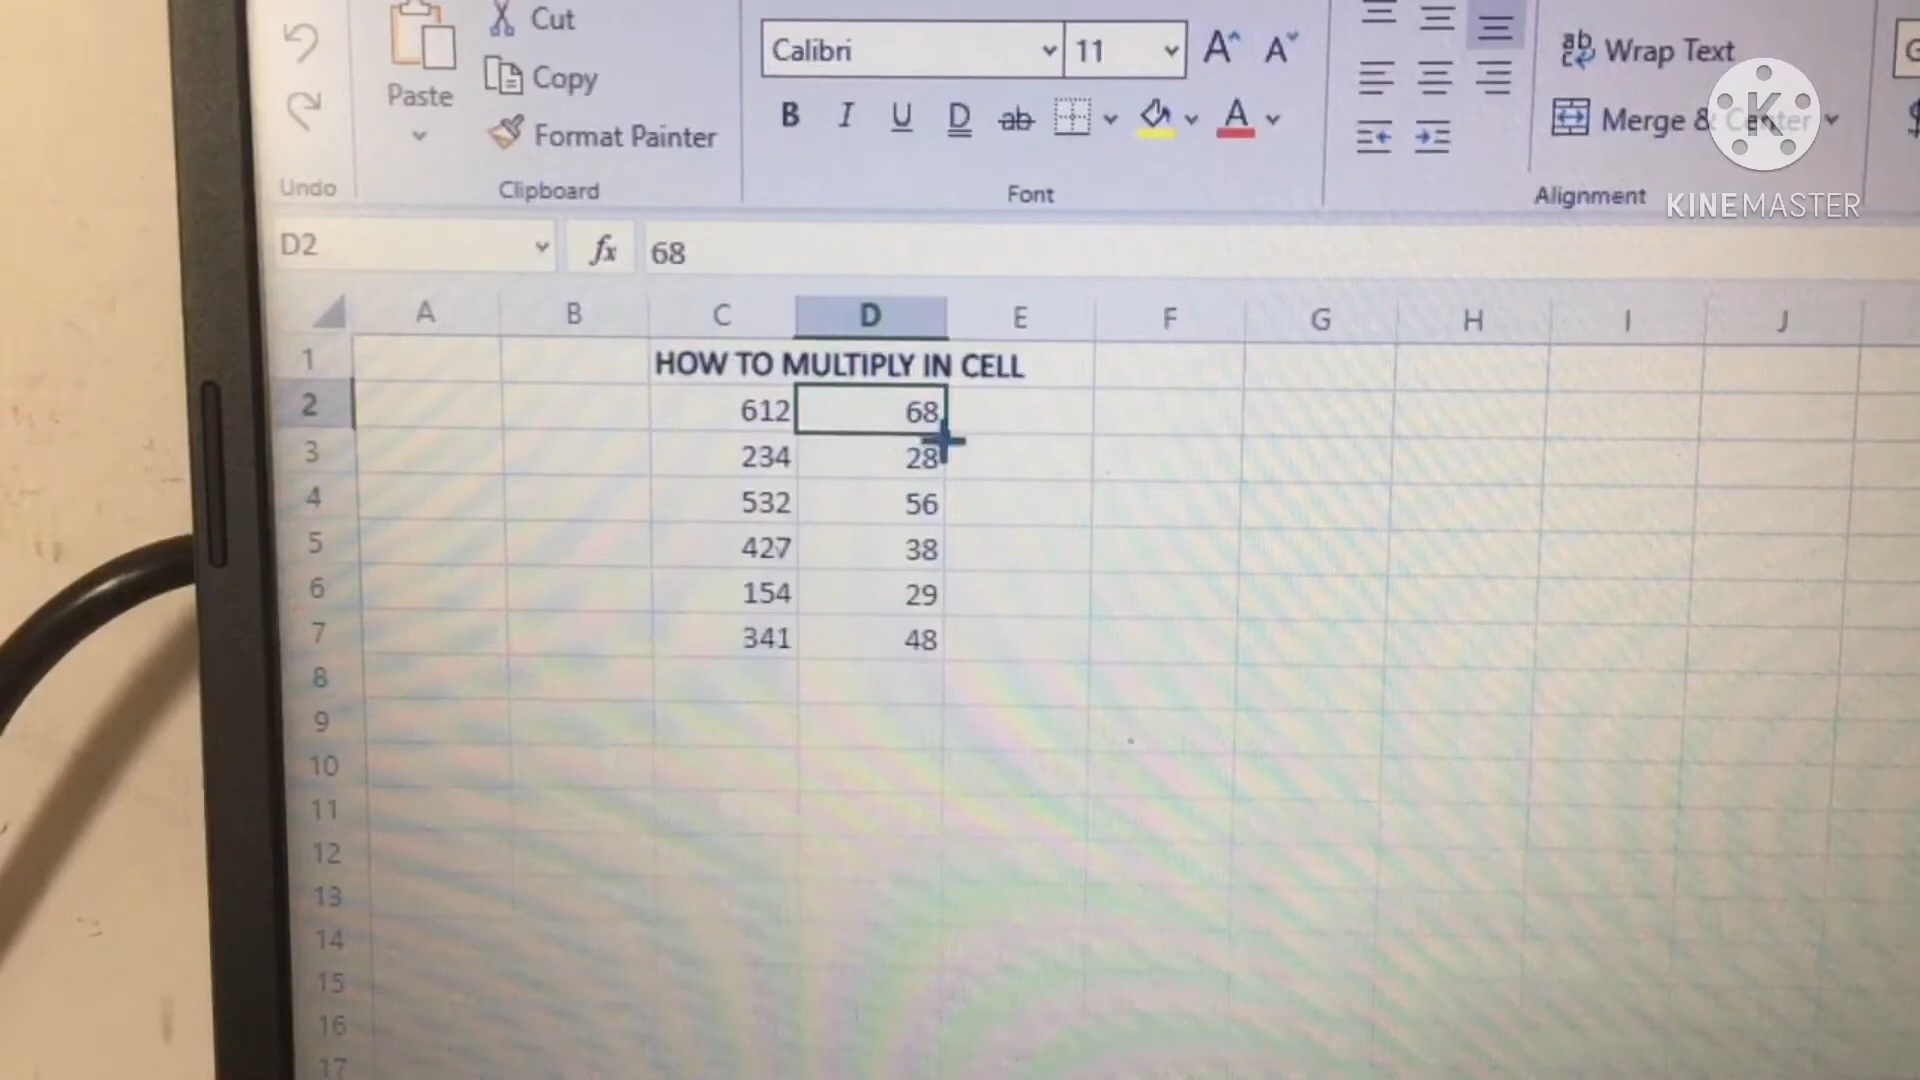 Cut
Copy
Paste
Format Painter
Undo
Clipboard
Calibri
11
B I U D ab
A
Font
Wrap Text
Merge &
Alignment
K
KINEMASTER
D2
fx
68
A B C D E F G H I J
1 HOW TO MULTIPLY IN CELL
2 612 68
3 234 28
4 532 56
5 427 38
6 154 29
7 341 48
8
9
10
11
12
13
14
15
16
17